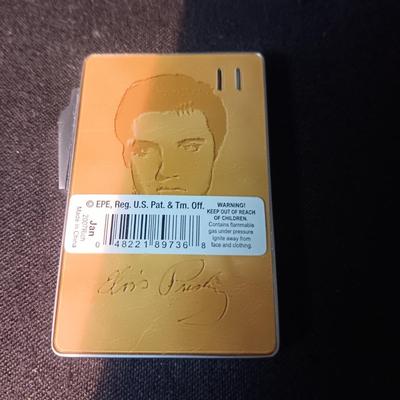 © EPE, Reg. U.S. Pat. & Tm. Off.
WARNING!
KEEP OUT OF REACH
OF CHILDREN.
Contains flammable
gas under pressure
Ignite away from
face and clothing.
Jan
Made in China
0 48221 89736 8
Elvis Presley